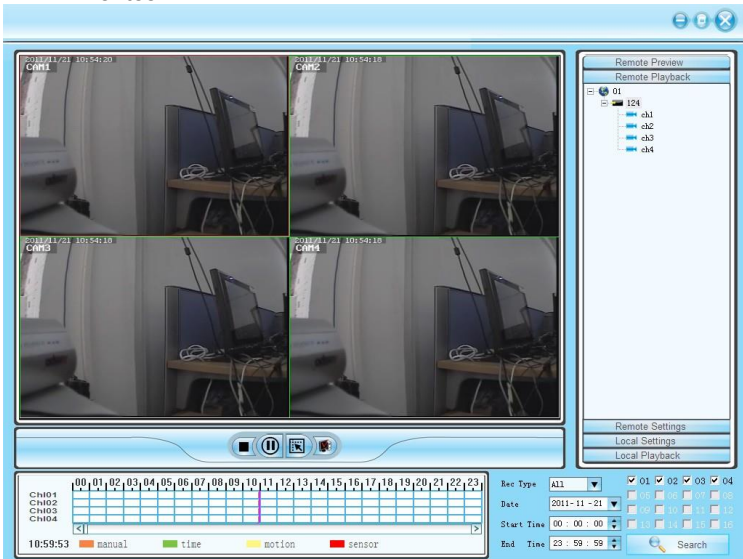 2011/11/21 10:54:20
CAM1
2011/11/21 10:54:18
CAM2
2011/11/21 10:54:18
CAM3
2011/11/21 10:54:18
CAM4
Remote Preview
Remote Playback
01
124
ch1
ch2
ch3
ch4
Remote Settings
Local Settings
Local Playback
00 01 02 03 04 05 06 07 08 09 10 11 12 13 14 15 16 17 18 19 20 21 22 23
Chl01
Chl02
Chl03
Chl04
10:59:53 manual time motion sensor
Rec Type All
Date 2011-11-21
Start Time 00 : 00 : 00
End Time 23 : 59 : 59
01 02 03 04
05 06 07 08
09 10 11 12
13 14 15 16
Search